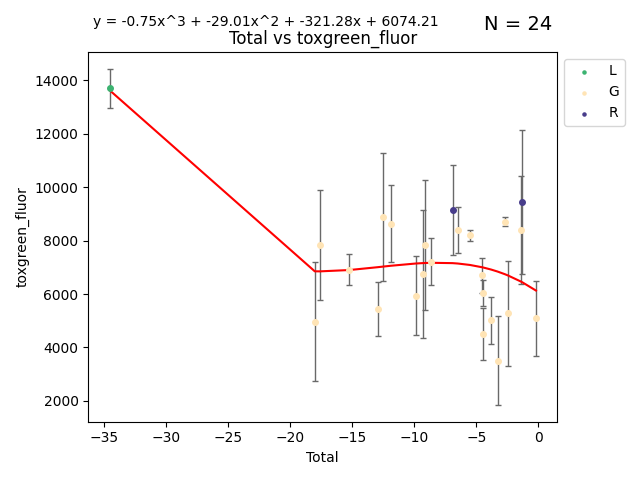 y = -0.75x^3 + -29.01x^2 + -321.28x + 6074.21
N = 24
Total vs toxgreen_fluor
L
G
R
toxgreen_fluor
14000
12000
10000
8000
6000
4000
2000
−35 −30 −25 −20 −15 −10 −5 0
Total